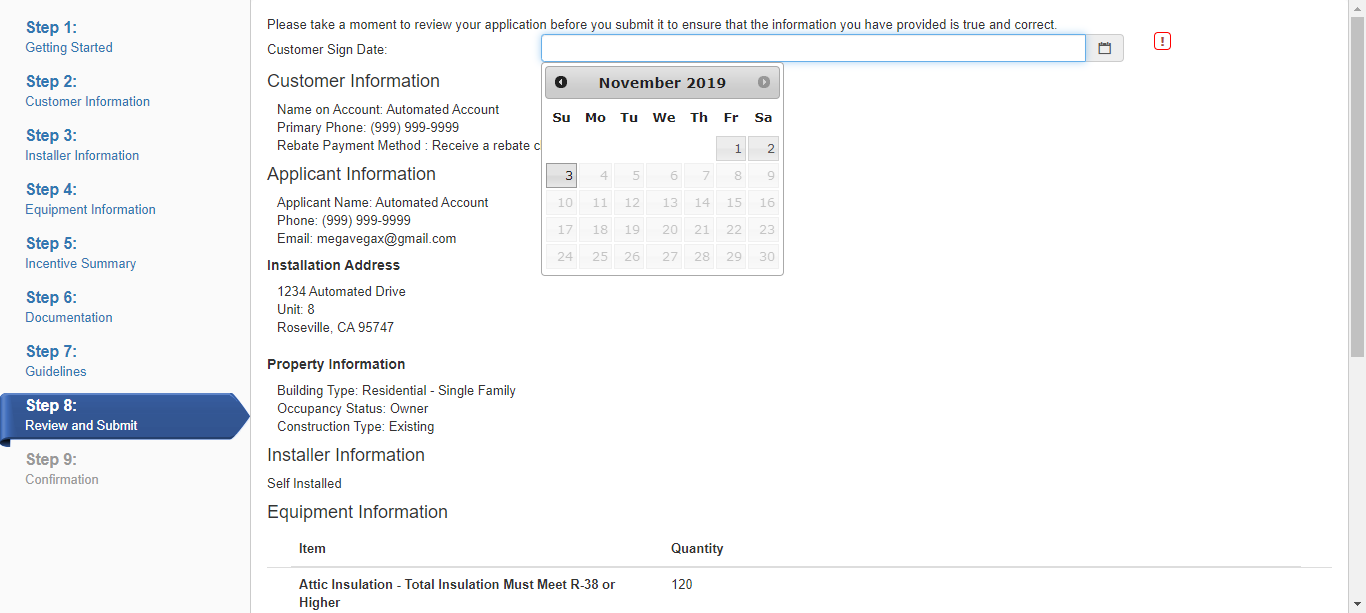 Step 1:
Getting Started
Step 2:
Customer Information
Step 3:
Installer Information
Step 4:
Equipment Information
Step 5:
Incentive Summary
Step 6:
Documentation
Step 7:
Guidelines
Step 8:
Review and Submit
Step 9:
Confirmation
Please take a moment to review your application before you submit it to ensure that the information you have provided is true and correct.
Customer Sign Date:
!
November 2019
Su Mo Tu We Th Fr Sa
1 2
3 4 5 6 7 8 9
10 11 12 13 14 15 16
17 18 19 20 21 22 23
24 25 26 27 28 29 30
Customer Information
Name on Account: Automated Account
Primary Phone: (999) 999-9999
Rebate Payment Method : Receive a rebate
Applicant Information
Applicant Name: Automated Account
Phone: (999) 999-9999
Email: megavegax@gmail.com
Installation Address
1234 Automated Drive
Unit: 8
Roseville, CA 95747
Property Information
Building Type: Residential - Single Family
Occupancy Status: Owner
Construction Type: Existing
Installer Information
Self Installed
Equipment Information
Item Quantity
Attic Insulation - Total Insulation Must Meet R-38 or 120
Higher